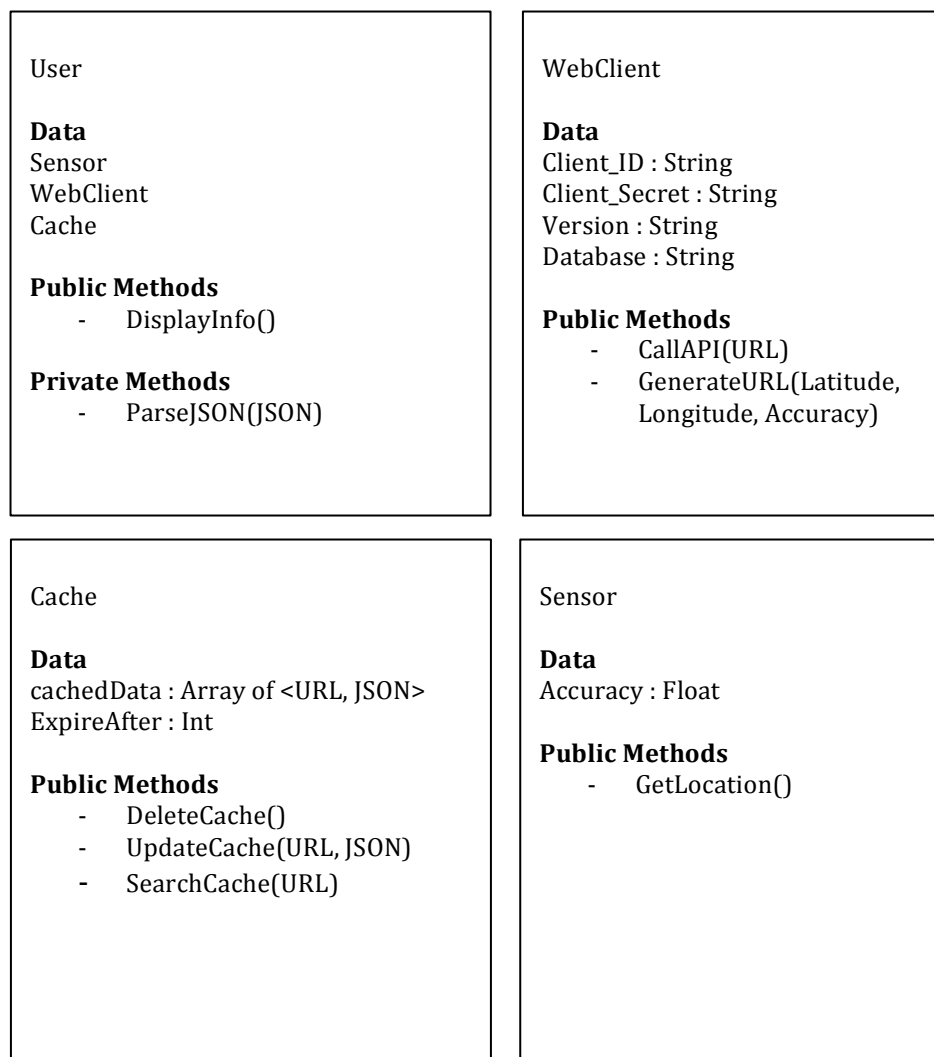 User
Data
Sensor
WebClient
Cache
Public Methods
- DisplayInfo()
Private Methods
- ParseJSON(JSON)
WebClient
Data
Client_ID : String
Client_Secret : String
Version : String
Database : String
Public Methods
- CallAPI(URL)
- GenerateURL(Latitude,
Longitude, Accuracy)
Cache
Data
cachedData : Array of <URL, JSON>
ExpireAfter : Int
Public Methods
- DeleteCache()
- UpdateCache(URL, JSON)
- SearchCache(URL)
Sensor
Data
Accuracy : Float
Public Methods
- GetLocation()